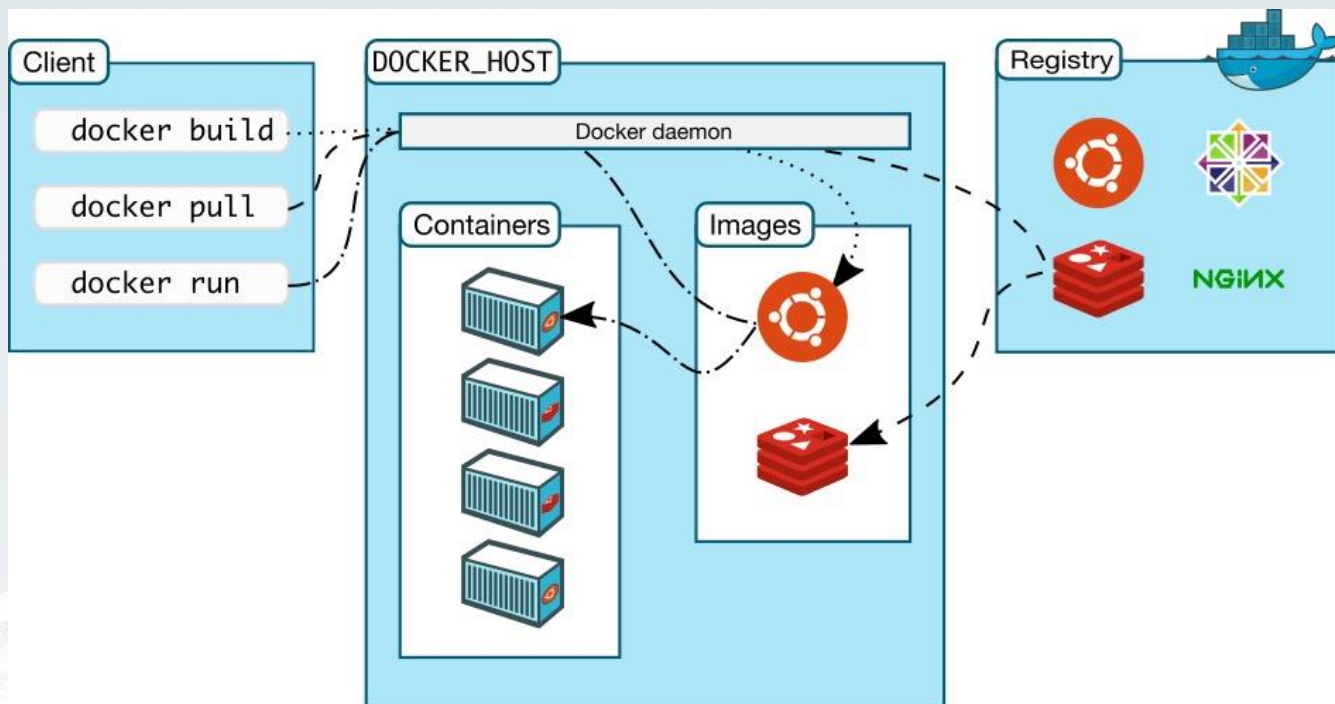 Client
docker build
docker pull
docker run
DOCKER_HOST
Docker daemon
Containers
Images
Registry
NGiNX